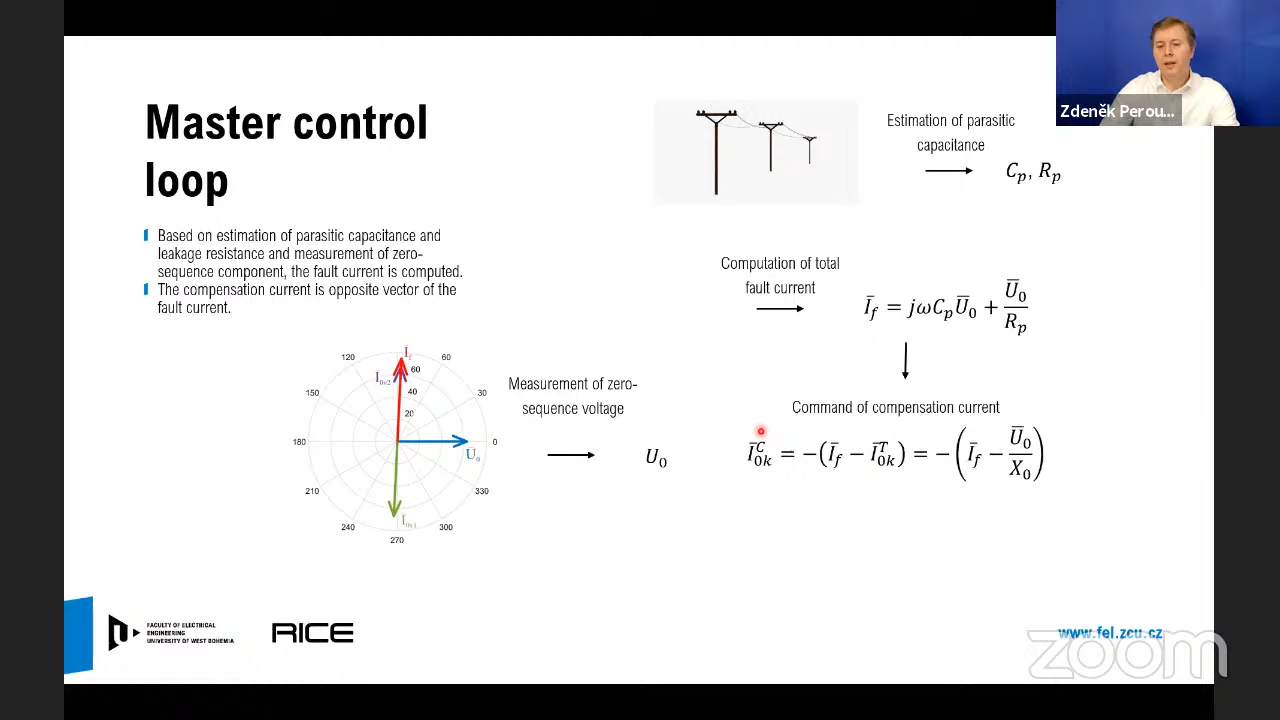 Zdeněk Perou...
Master control
loop
Based on estimation of parasitic capacitance and
leakage resistance and measurement of zero-
sequence component, the fault current is computed.
The compensation current is opposite vector of the
fault current.
Estimation of parasitic
capacitance
C_p, R_p
Computation of total
fault current
Ī_f = jωC_pŪ_0 + Ū_0/R_p
Command of compensation current
Ī^C_0k = −(Ī_f − Ī^T_0k) = −(Ī_f − Ū_0/X_0)
Measurement of zero-
sequence voltage
U_0
120
60
150
30
180
0
210
330
240
300
270
60
40
20
Ī_f
Ī_0v2
Ū_0
Ī_0v1
FACULTY OF ELECTRICAL
ENGINEERING
UNIVERSITY OF WEST BOHEMIA
RICE
www.fel.zcu.cz
zoom